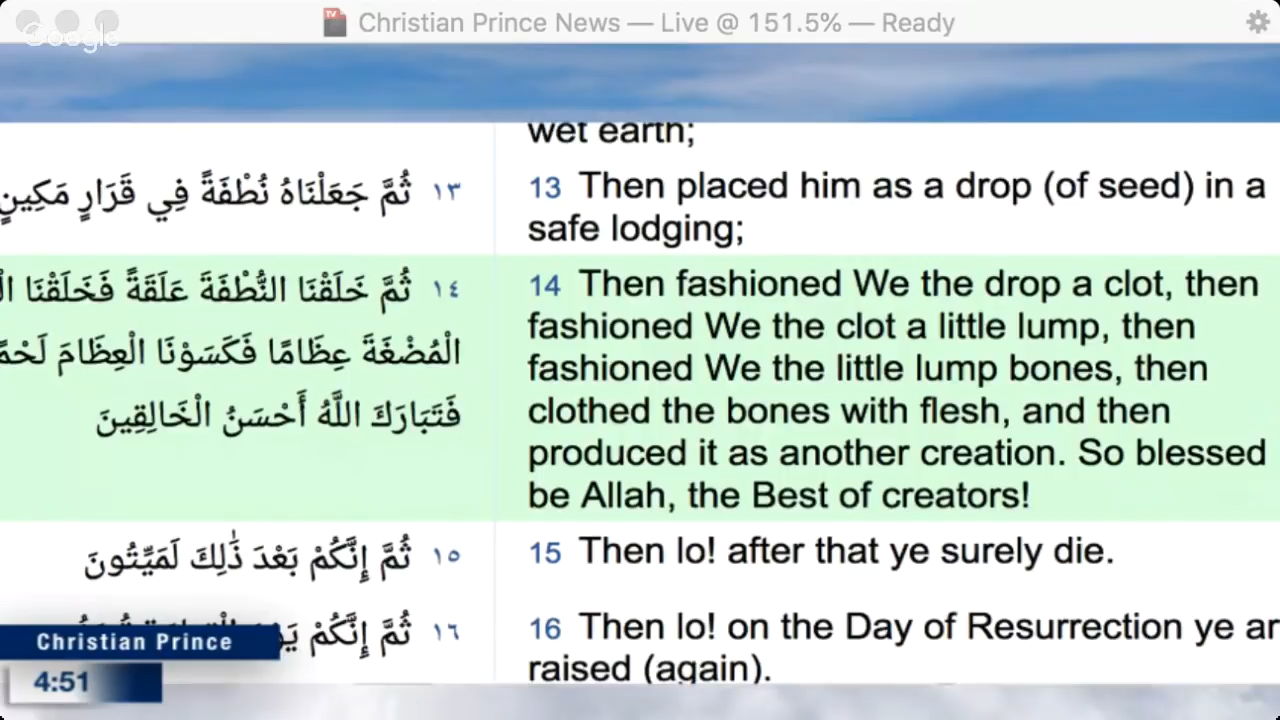 Christian Prince News — Live @ 151.5% — Ready
Google
wet earth;
١٣ ثُمَّ جَعَلْنَاهُ نُطْفَةً فِي قَرَارٍ مَكِينٍ
13 Then placed him as a drop (of seed) in a
safe lodging;
١٤ ثُمَّ خَلَقْنَا النُّطْفَةَ عَلَقَةً فَخَلَقْنَا
الْمُضْغَةَ عِظَامًا فَكَسَوْنَا الْعِظَامَ
فَتَبَارَكَ اللَّهُ أَحْسَنُ الْخَالِقِينَ
14 Then fashioned We the drop a clot, then
fashioned We the clot a little lump, then
fashioned We the little lump bones, then
clothed the bones with flesh, and then
produced it as another creation. So blessed
be Allah, the Best of creators!
١٥ ثُمَّ إِنَّكُمْ بَعْدَ ذَٰلِكَ لَمَيِّتُونَ
15 Then lo! after that ye surely die.
١٦ ثُمَّ إِنَّكُمْ
16 Then lo! on the Day of Resurrection ye ar
raised (again).
Christian Prince
4:51
TV